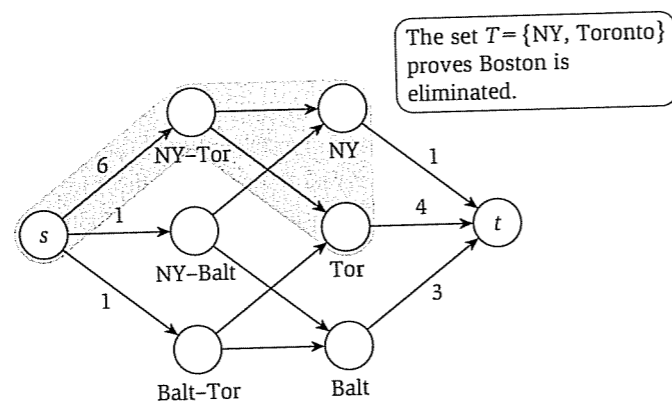 The set T = {NY, Toronto}
proves Boston is
eliminated.
NY–Tor
NY
6
1
1
s
1
4
t
NY–Balt
Tor
3
Balt–Tor
Balt